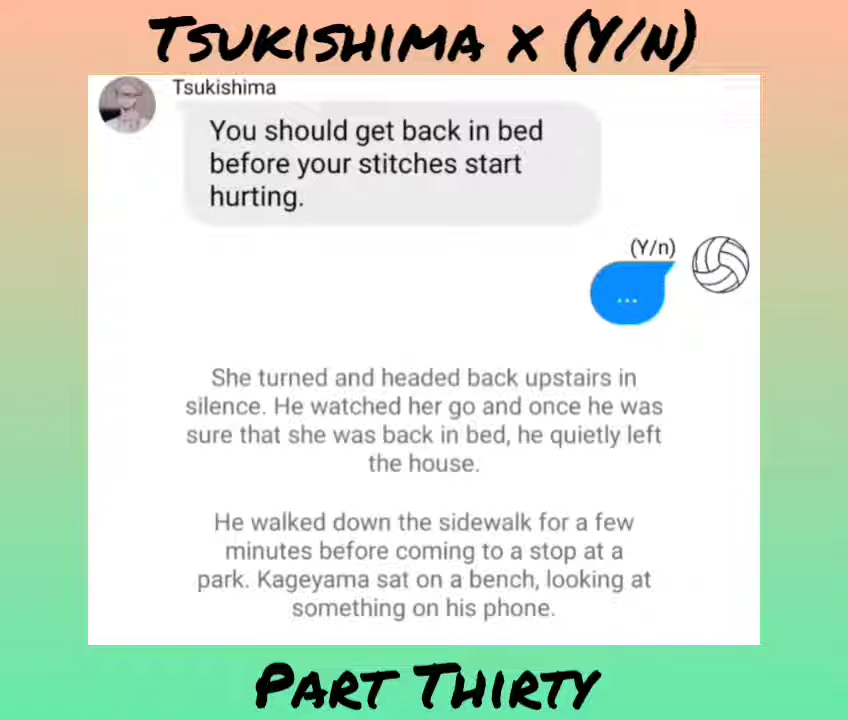 Tsukishima x (Y/n)
Tsukishima
You should get back in bed
before your stitches start
hurting.
(Y/n)
...
She turned and headed back upstairs in
silence. He watched her go and once he was
sure that she was back in bed, he quietly left
the house.
He walked down the sidewalk for a few
minutes before coming to a stop at a
park. Kageyama sat on a bench, looking at
something on his phone.
Part Thirty